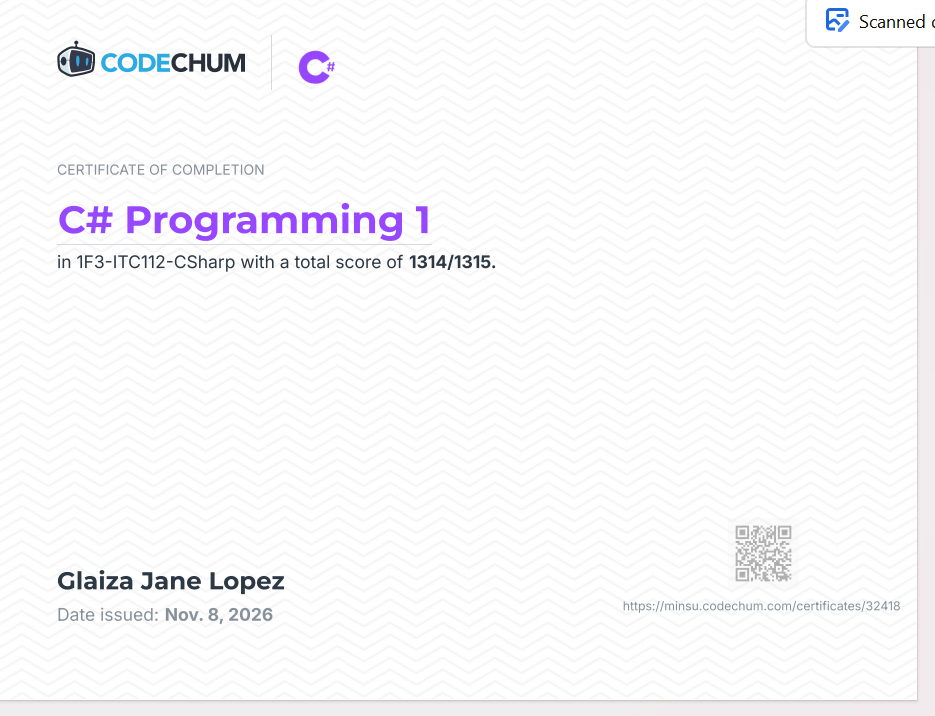 Scanned
CODECHUM
C#
CERTIFICATE OF COMPLETION
C# Programming 1
in 1F3-ITC112-CSharp with a total score of 1314/1315.
Glaiza Jane Lopez
Date issued: Nov. 8, 2026
https://minsu.codechum.com/certificates/32418